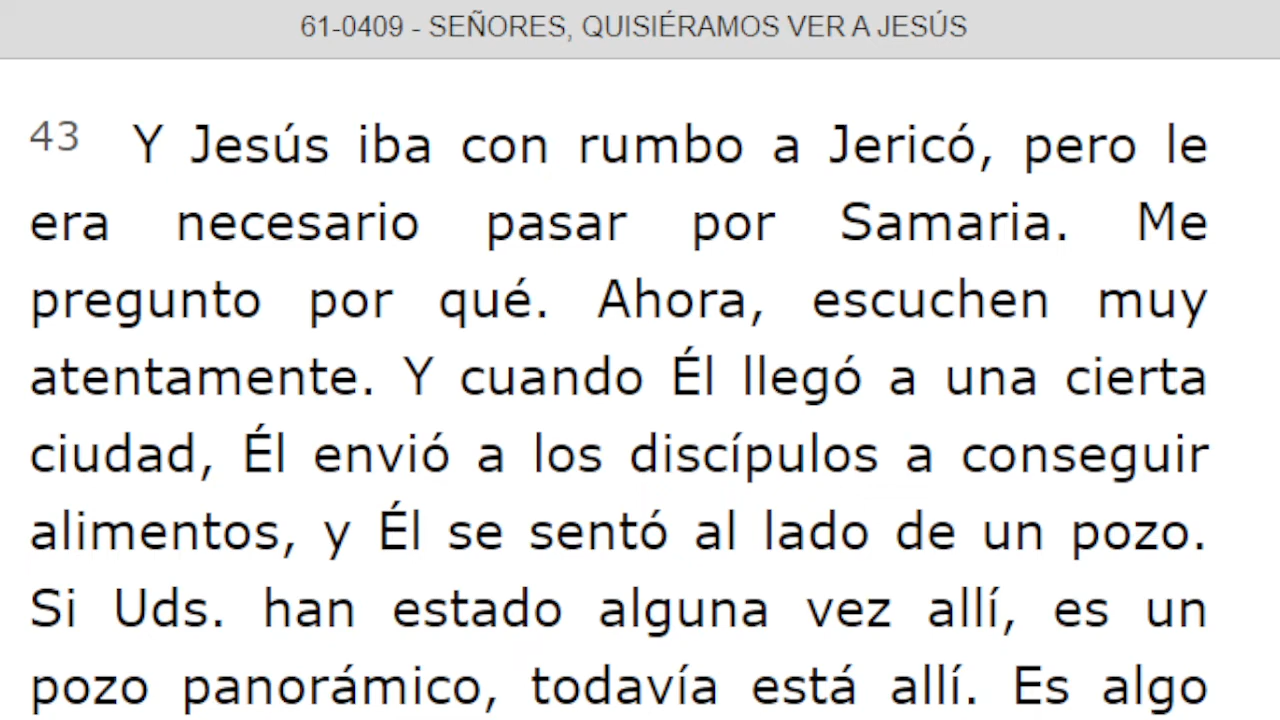 61-0409 - SEÑORES, QUISIÉRAMOS VER A JESÚS
43 Y Jesús iba con rumbo a Jericó, pero le
era necesario pasar por Samaria. Me
pregunto por qué. Ahora, escuchen muy
atentamente. Y cuando Él llegó a una cierta
ciudad, Él envió a los discípulos a conseguir
alimentos, y Él se sentó al lado de un pozo.
Si Uds. han estado alguna vez allí, es un
pozo panorámico, todavía está allí. Es algo